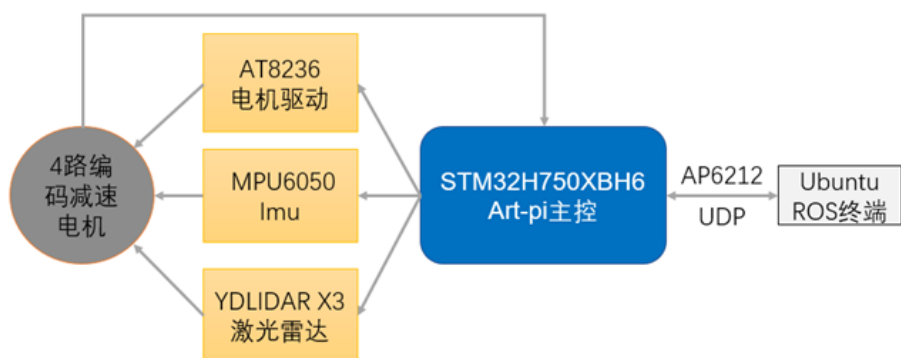 AT8236
电机驱动
4路编
码减速
电机
MPU6050
Imu
YDLIDAR X3
激光雷达
STM32H750XBH6
Art-pi主控
AP6212
UDP
Ubuntu
ROS终端